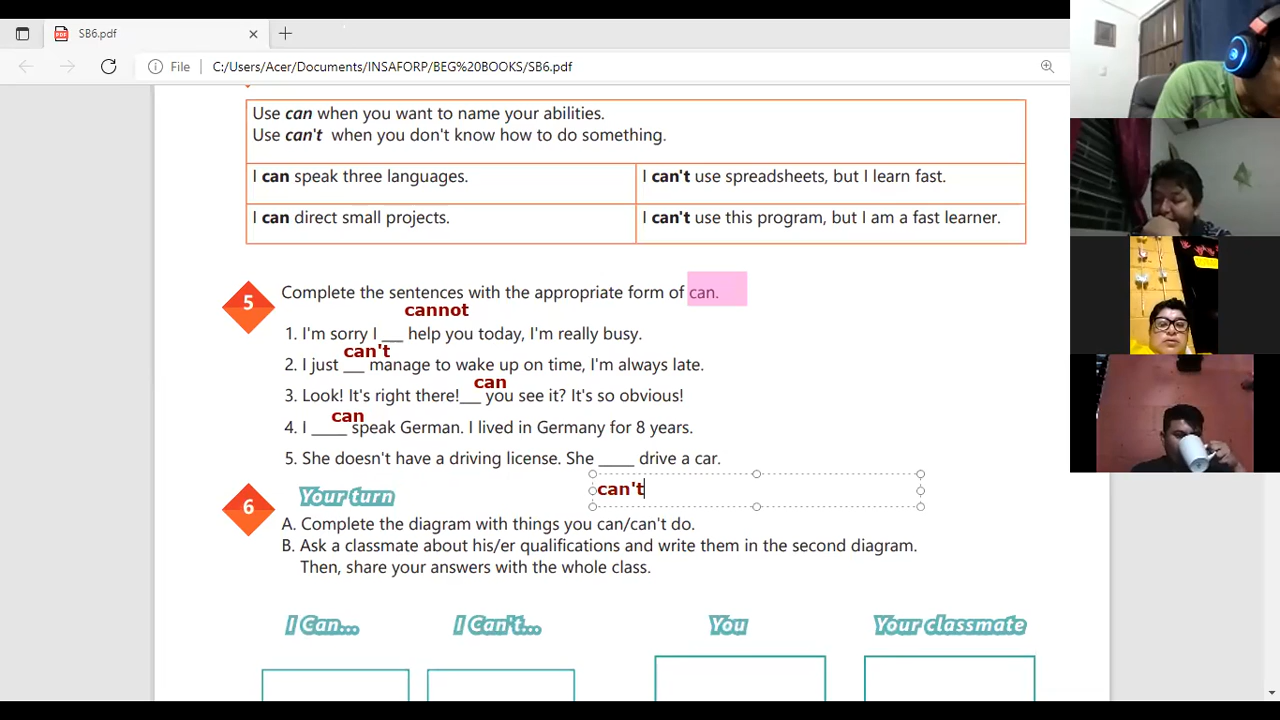 SB6.pdf
File C:/Users/Acer/Documents/INSAFORP/BEG%20BOOKS/SB6.pdf
Use can when you want to name your abilities.
Use can't when you don't know how to do something.
I can speak three languages.
I can't use spreadsheets, but I learn fast.
I can direct small projects.
I can't use this program, but I am a fast learner.
5 Complete the sentences with the appropriate form of can.
cannot
1. I'm sorry I __ help you today, I'm really busy.
can't
2. I just __ manage to wake up on time, I'm always late.
can
3. Look! It's right there!__ you see it? It's so obvious!
can
4. I ____ speak German. I lived in Germany for 8 years.
5. She doesn't have a driving license. She ____ drive a car.
can't
6 Your turn
A. Complete the diagram with things you can/can't do.
B. Ask a classmate about his/er qualifications and write them in the second diagram.
Then, share your answers with the whole class.
I Can... I Can't... You Your classmate